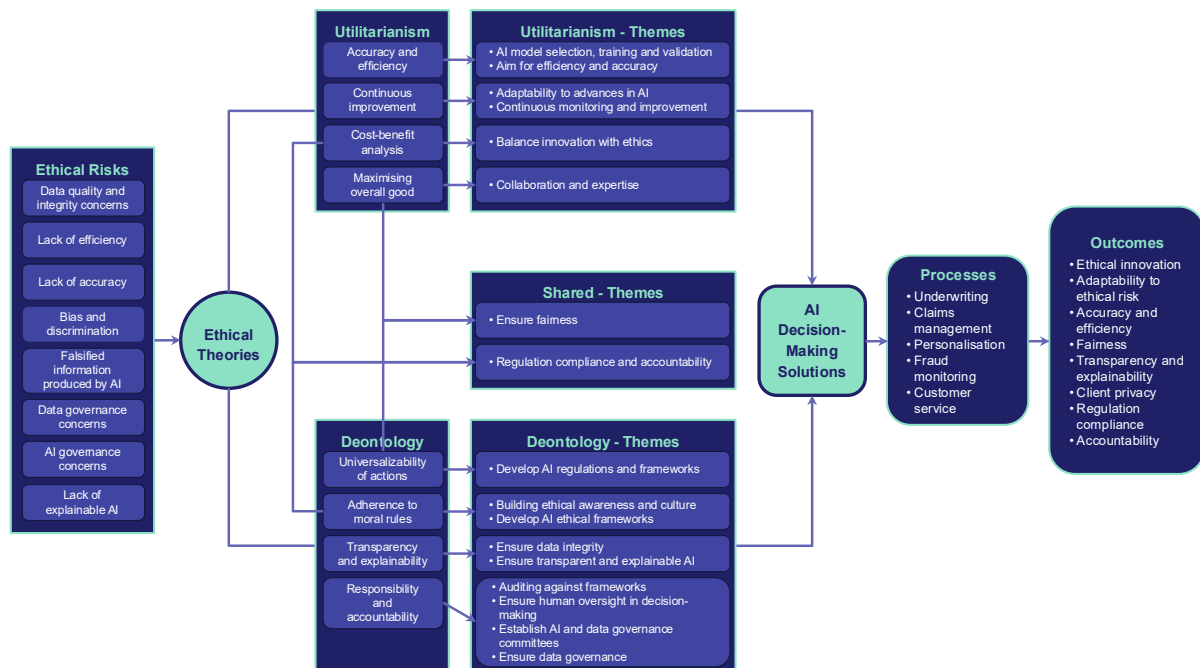 Ethical Risks
Data quality and
integrity concerns
Lack of efficiency
Lack of accuracy
Bias and
discrimination
Falsified
information
produced by AI
Data governance
concerns
AI governance
concerns
Lack of
explainable AI
Ethical
Theories
Utilitarianism
Accuracy and
efficiency
Continuous
improvement
Cost-benefit
analysis
Maximising
overall good
Utilitarianism - Themes
• AI model selection, training and validation
• Aim for efficiency and accuracy
• Adaptability to advances in AI
• Continuous monitoring and improvement
• Balance innovation with ethics
• Collaboration and expertise
Shared - Themes
• Ensure fairness
• Regulation compliance and accountability
Deontology
Universalizability
of actions
Adherence to
moral rules
Transparency
and explainability
Responsibility
and
accountability
Deontology - Themes
• Develop AI regulations and frameworks
• Building ethical awareness and culture
• Develop AI ethical frameworks
• Ensure data integrity
• Ensure transparent and explainable AI
• Auditing against frameworks
• Ensure human oversight in decision-
making
• Establish AI and data governance
committees
• Ensure data governance
AI
Decision-
Making
Solutions
Processes
• Underwriting
• Claims
management
• Personalisation
• Fraud
monitoring
• Customer
service
Outcomes
• Ethical innovation
• Adaptability to
ethical risk
• Accuracy and
efficiency
• Fairness
• Transparency and
explainability
• Client privacy
• Regulation
compliance
• Accountability